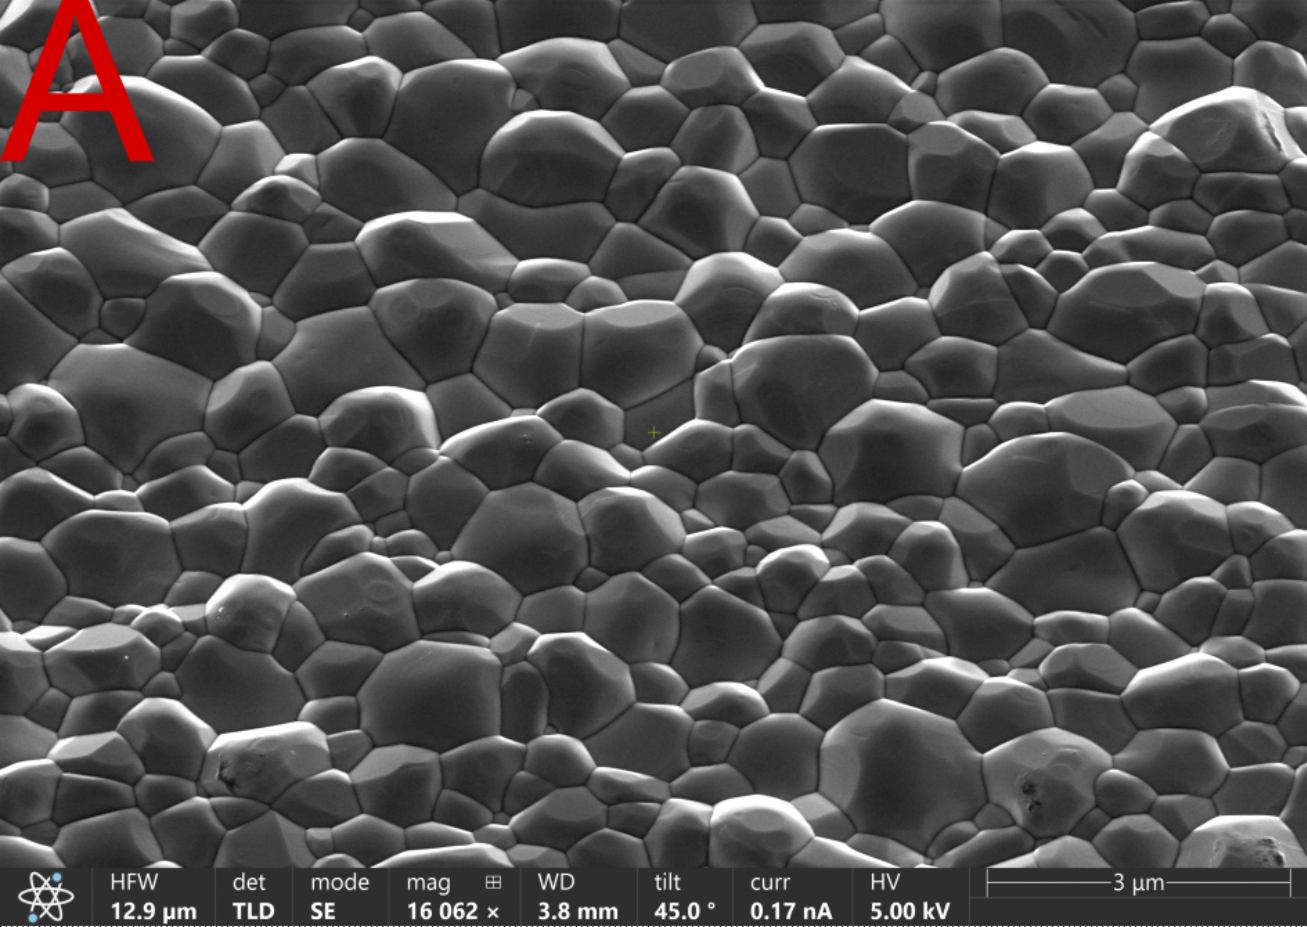 A
HFW det mode mag WD tilt curr HV 3 µm
12.9 µm TLD SE 16 062 × 3.8 mm 45.0 ° 0.17 nA 5.00 kV